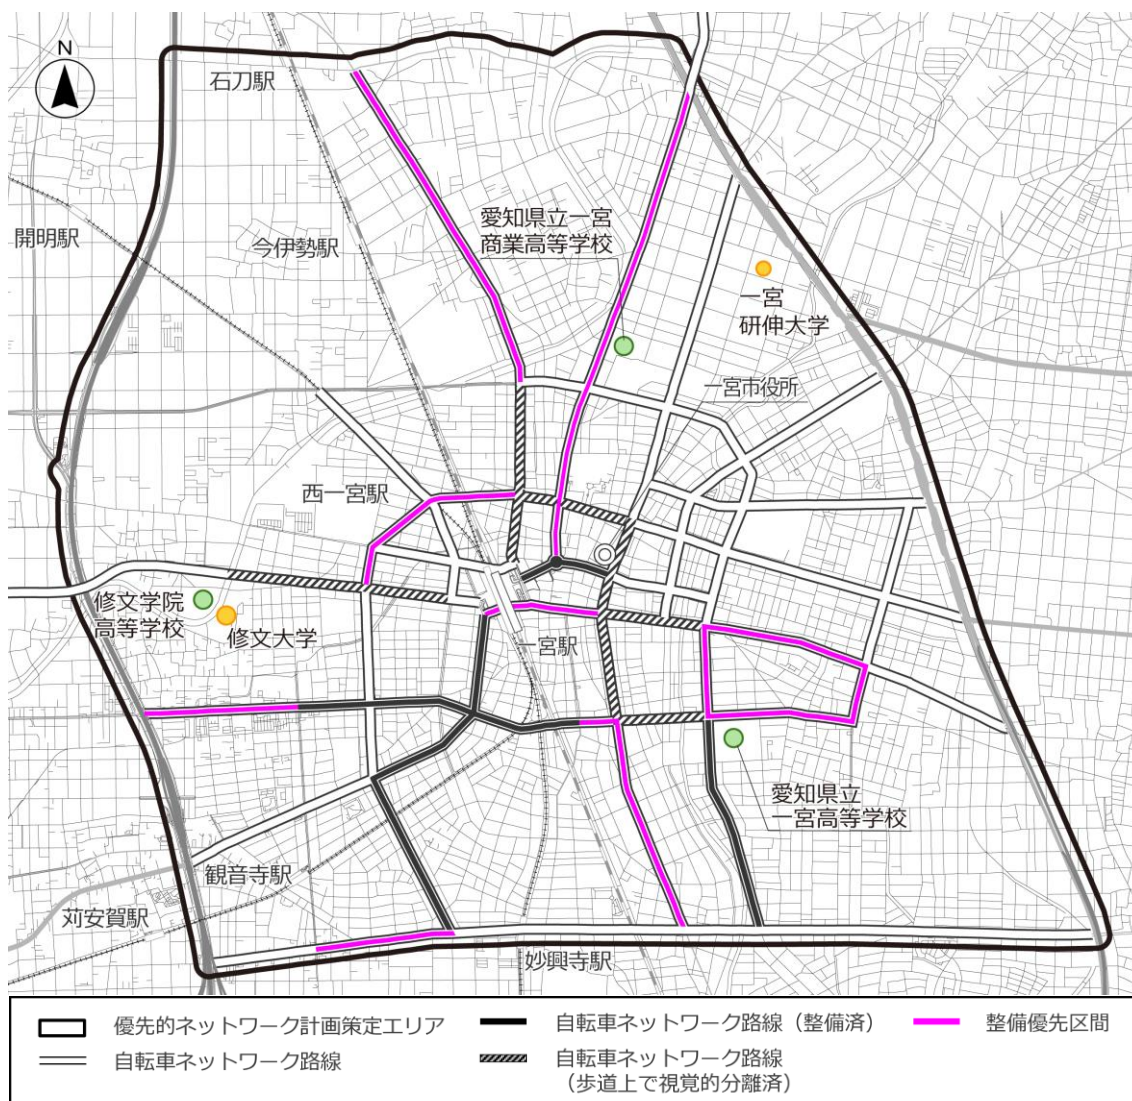 N
石刀駅
愛知県立一宮
商業高等学校
開明駅
今伊勢駅
一宮
研伸大学
一宮市役所
西一宮駅
修文学院
高等学校
修文大学
一宮駅
愛知県立
一宮高等学校
観音寺駅
苅安賀駅
妙興寺駅
優先的ネットワーク計画策定エリア
自転車ネットワーク路線（整備済）
整備優先区間
自転車ネットワーク路線
自転車ネットワーク路線
（歩道上で視覚的分離済）